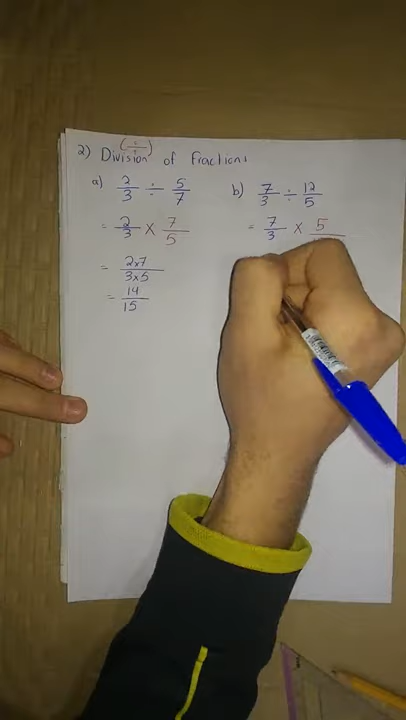 2) Division of Fractions (÷)
a) 2/3 ÷ 5/7
= 2/3 × 7/5
= 2×7/3×5
= 14/15
b) 7/3 ÷ 12/5
= 7/3 × 5/